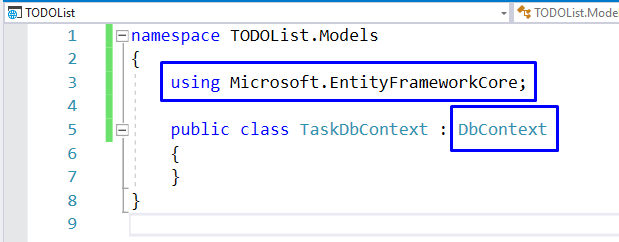 TODOList TODOList.Mode
1 namespace TODOList.Models
2 {
3 using Microsoft.EntityFrameworkCore;
4
5 public class TaskDbContext : DbContext
6 {
7 }
8 }
9